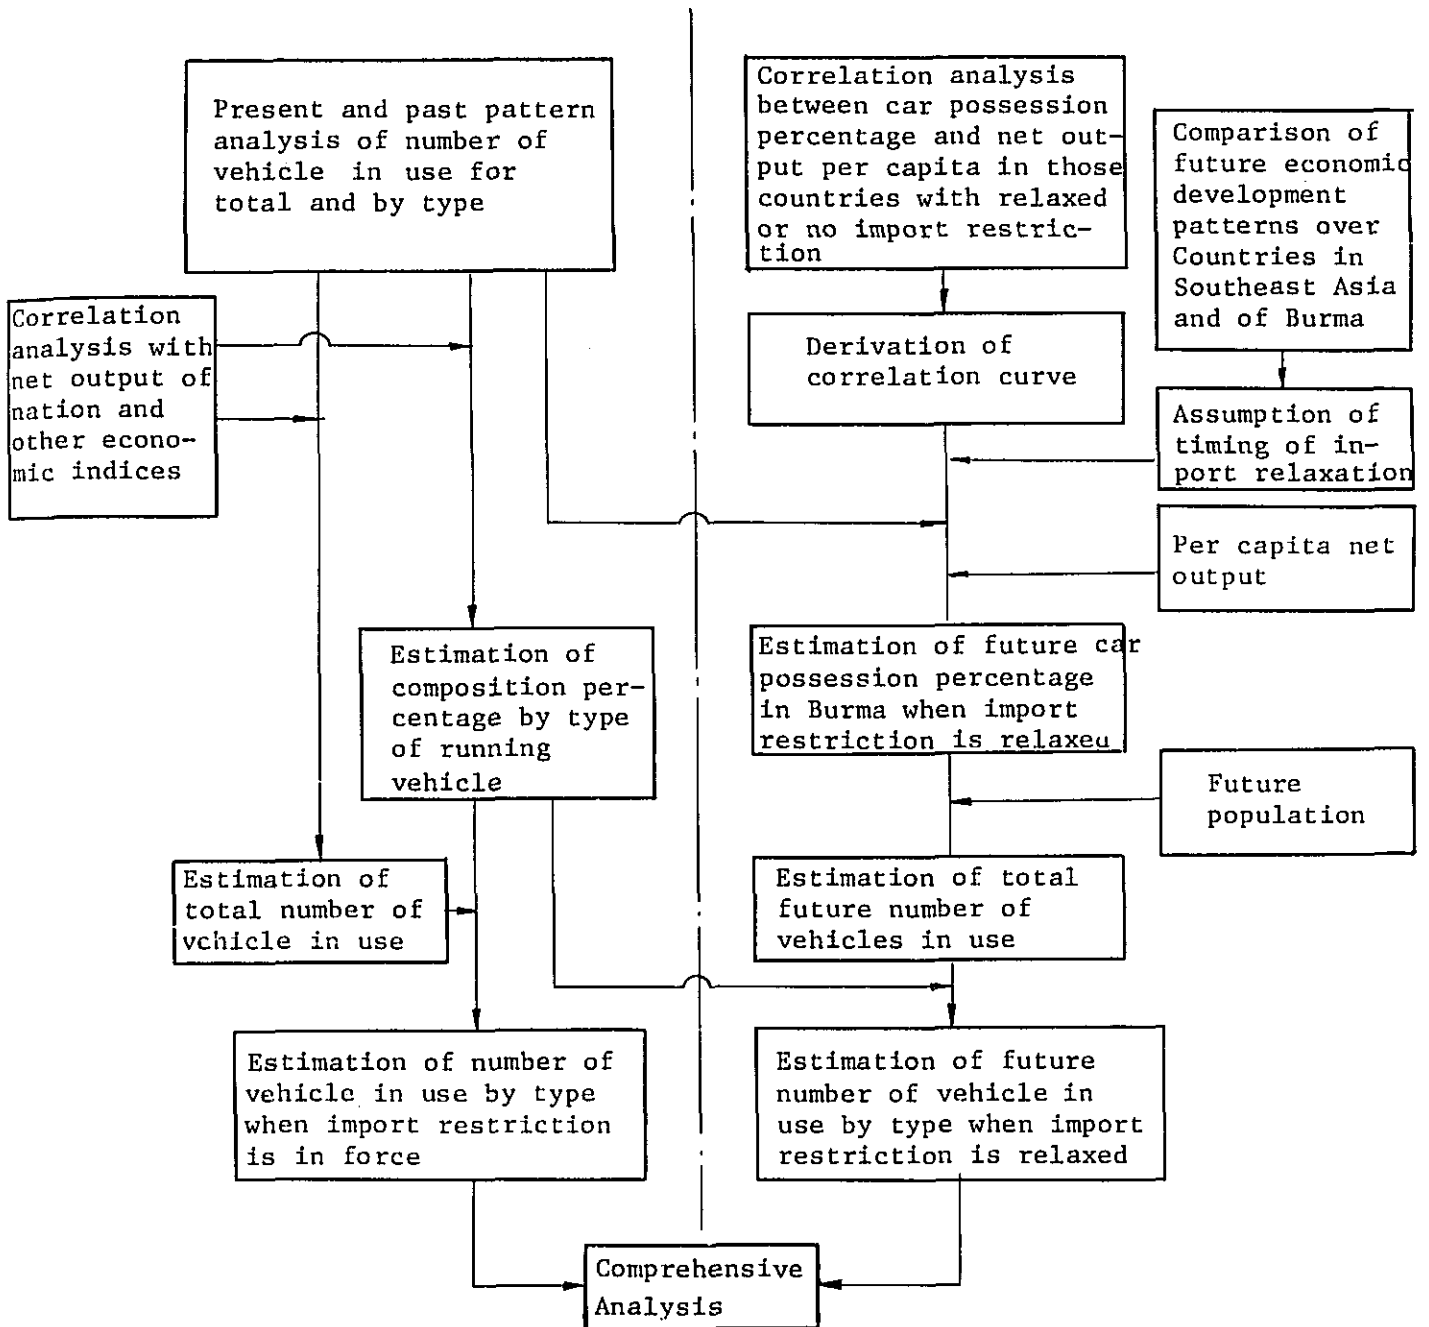 Present and past pattern
analysis of number of
vehicle in use for
total and by type
Correlation
analysis with
net output of
nation and
other econo-
mic indices
Estimation of
composition per-
centage by type
of running
vehicle
Estimation of
total number of
vehicle in use
Estimation of number of
vehicle in use by type
when import restriction
is in force
Correlation analysis
between car possession
percentage and net out-
put per capita in those
countries with relaxed
or no import restric-
tion
Derivation of
correlation curve
Comparison of
future economic
development
patterns over
Countries in
Southeast Asia
and of Burma
Assumption of
timing of in-
port relaxation
Per capita net
output
Estimation of future car
possession percentage
in Burma when import
restriction is relaxed
Future
population
Estimation of total
future number of
vehicles in use
Estimation of future
number of vehicle in
use by type when import
restriction is relaxed
Comprehensive
Analysis